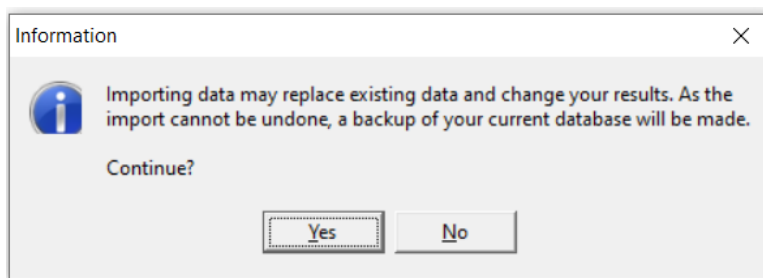 Information
Importing data may replace existing data and change your results. As the
import cannot be undone, a backup of your current database will be made.
Continue?
Yes
No